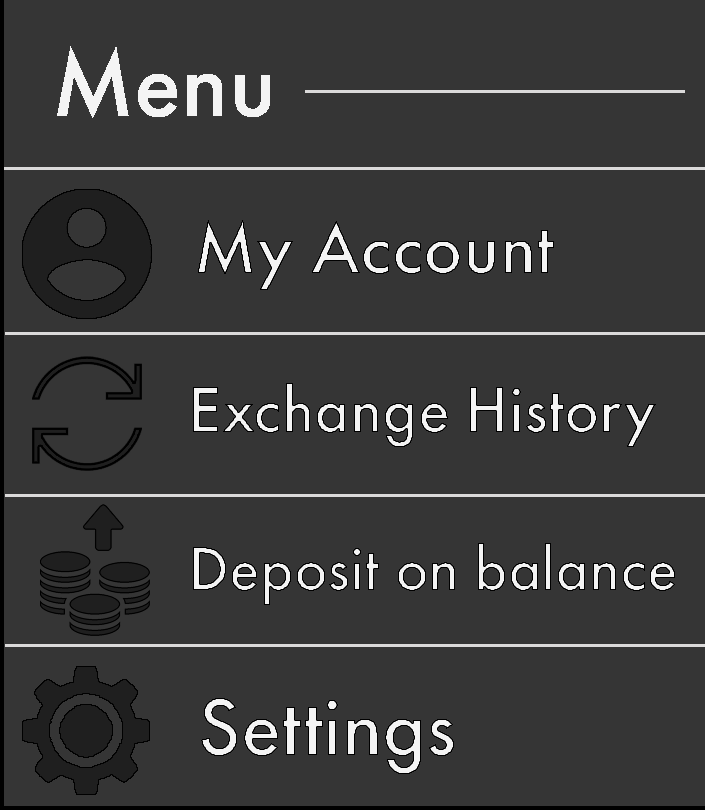 Menu
My Account
Exchange History
Deposit on balance
Settings